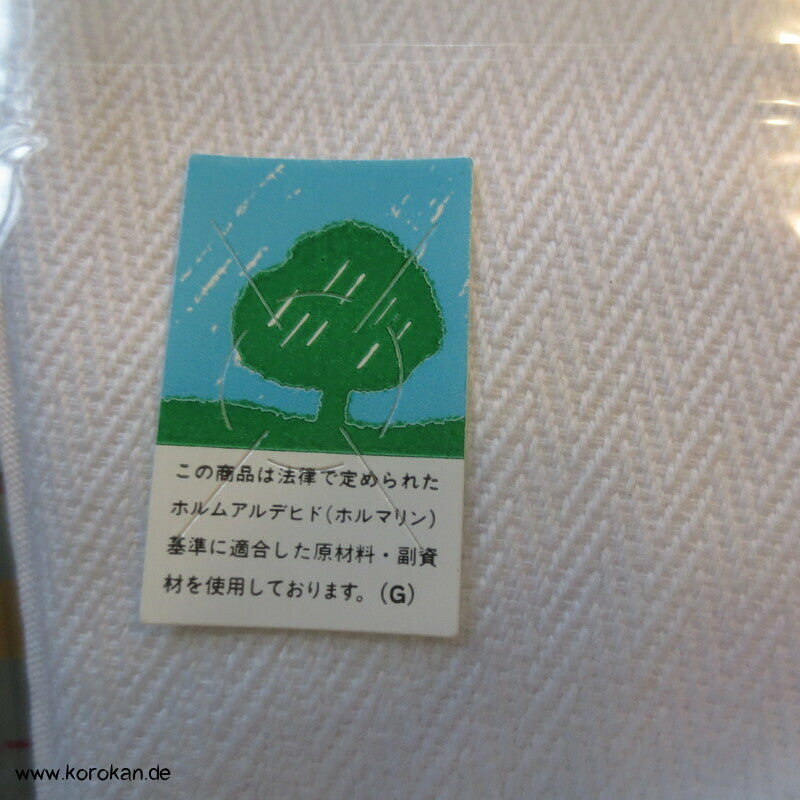 この商品は法律で定められた
ホルムアルデヒド(ホルマリン)
基準に適合した原材料・副資
材を使用しております。(G)
www.korokan.de